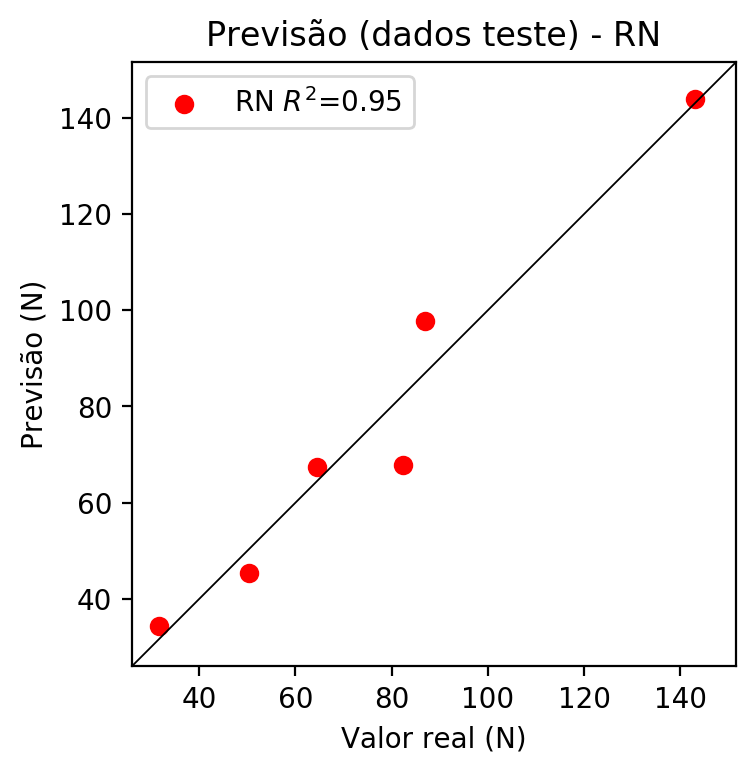 Previsão (dados teste) - RN
RN R²=0.95
Previsão (N)
140
120
100
80
60
40
40 60 80 100 120 140
Valor real (N)